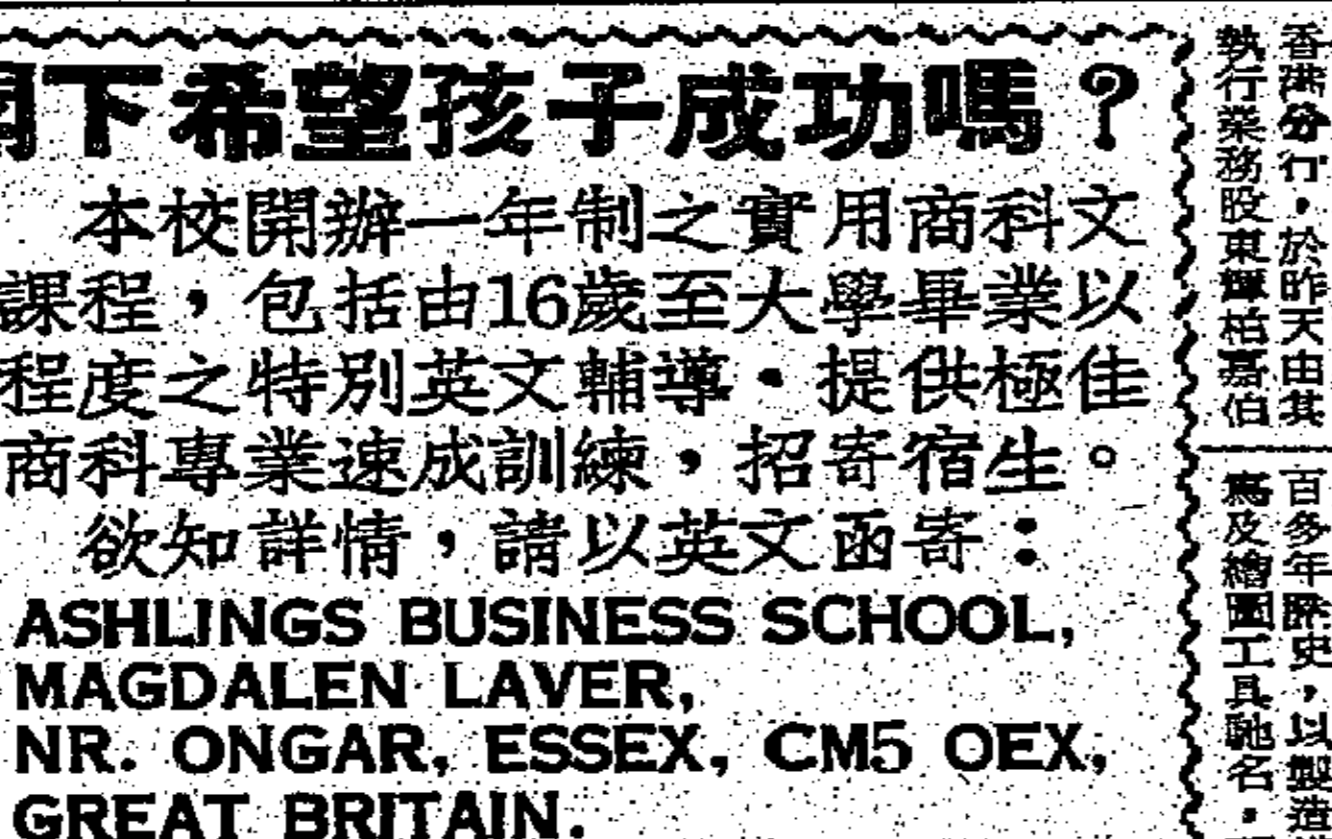 閣下希望孩子成功嗎？
本校開辦一年制之實用商科文
課程，包括由16歲至大學畢業以
程度之特別英文輔導・提供極佳
商科專業速成訓練，招寄宿生。
欲知詳情，請以英文函寄：
ASHLINGS BUSINESS SCHOOL,
MAGDALEN LAVER,
NR. ONGAR, ESSEX, CM5 OEX,
GREAT BRITAIN.
香港分行，於昨天由其
執行業務股東輝柏嘉伯
百多年歷史，以製造
寫及繪圖工具馳名，